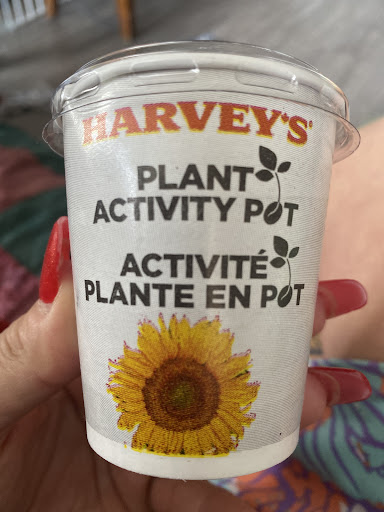 HARVEY'S
PLANT
ACTIVITY POT
ACTIVITÉ
PLANTE EN POT